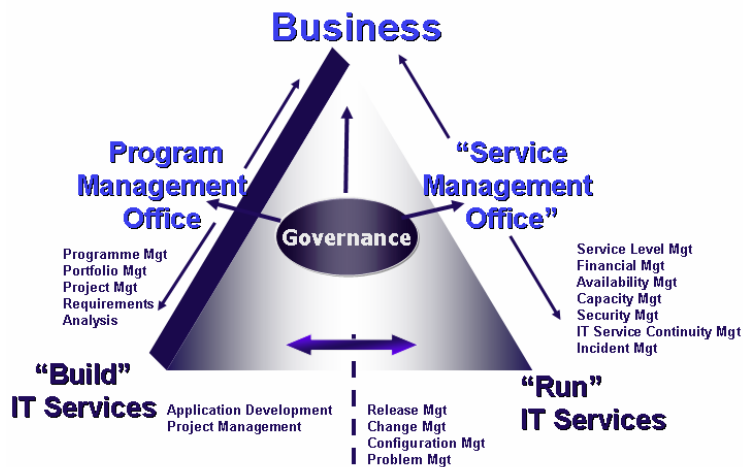 Business
Program
Management
Office
“Service
Management
Office”
Governance
Programme Mgt
Portfolio Mgt
Project Mgt
Requirements
Analysis
Service Level Mgt
Financial Mgt
Availability Mgt
Capacity Mgt
Security Mgt
IT Service Continuity Mgt
Incident Mgt
“Build”
IT Services
Application Development
Project Management
Release Mgt
Change Mgt
Configuration Mgt
Problem Mgt
“Run”
IT Services